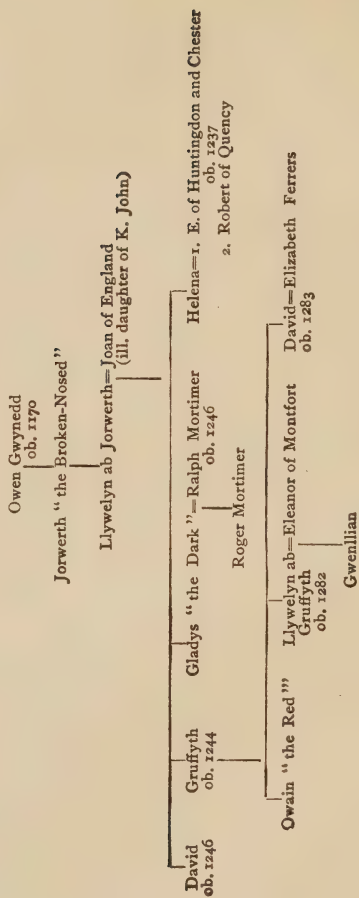 Owen Gwynedd
ob. 1170
Jorwerth “ the Broken-Nosed”
Llywelyn ab Jorwerth=Joan of England
(ill. daughter of K. John)
David
ob. 1246
Gruffyth
ob. 1244
Gladys “ the Dark ”=Ralph Mortimer
ob. 1246
Roger Mortimer
Helena=1. E. of Huntingdon and Chester
ob. 1237
2. Robert of Quency
Owain “ the Red””
Llywelyn ab=Eleanor of Montfort
Gruffyth
ob. 1282
Gwenllian
David=Elizabeth Ferrers
ob. 1283